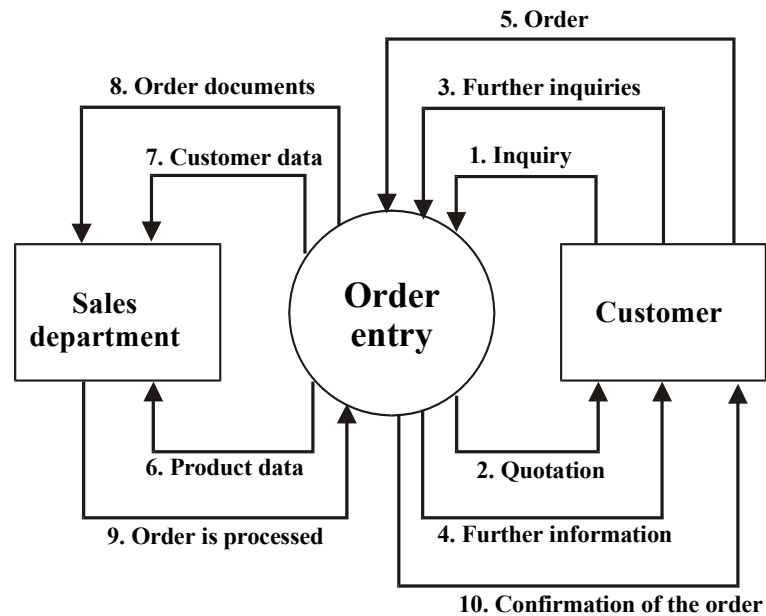 5. Order
8. Order documents
3. Further inquiries
7. Customer data
1. Inquiry
Sales
department
Order
entry
Customer
6. Product data
2. Quotation
9. Order is processed
4. Further information
10. Confirmation of the order